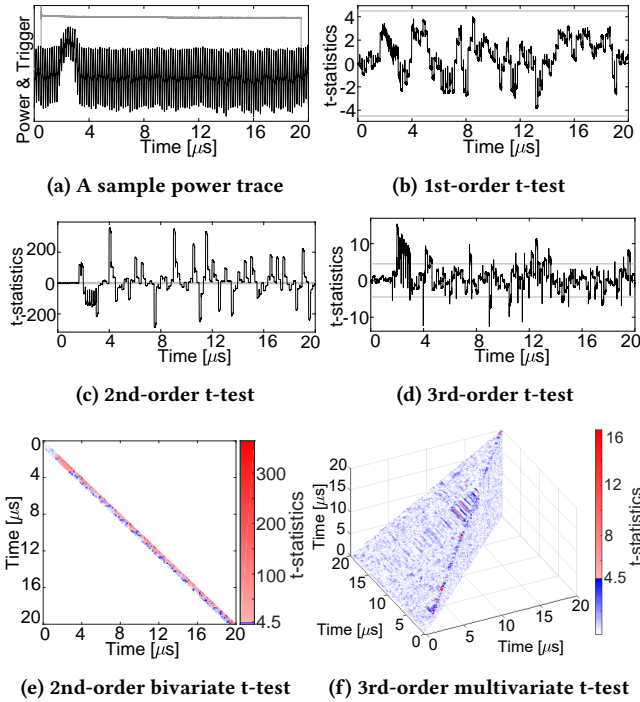 Power & Trigger
0 4 8 12 16 20
Time [μs]
(a) A sample power trace
t-statistics
4
2
0
-2
-4
0 4 8 12 16 20
Time [μs]
(b) 1st-order t-test
t-statistics
200
0
-200
0 4 8 12 16 20
Time [μs]
(c) 2nd-order t-test
t-statistics
10
0
-10
0 4 8 12 16 20
Time [μs]
(d) 3rd-order t-test
Time [μs]
0
4
8
12
16
20
0 4 8 12 16 20
Time [μs]
300
200
100
4.5
t-statistics
(e) 2nd-order bivariate t-test
Time [μs]
20
15
10
5
0
20 15 10 5 0
Time [μs]
0 4 8 12 16 20
Time [μs]
16
12
8
4.5
0
t-statistics
(f) 3rd-order multivariate t-test